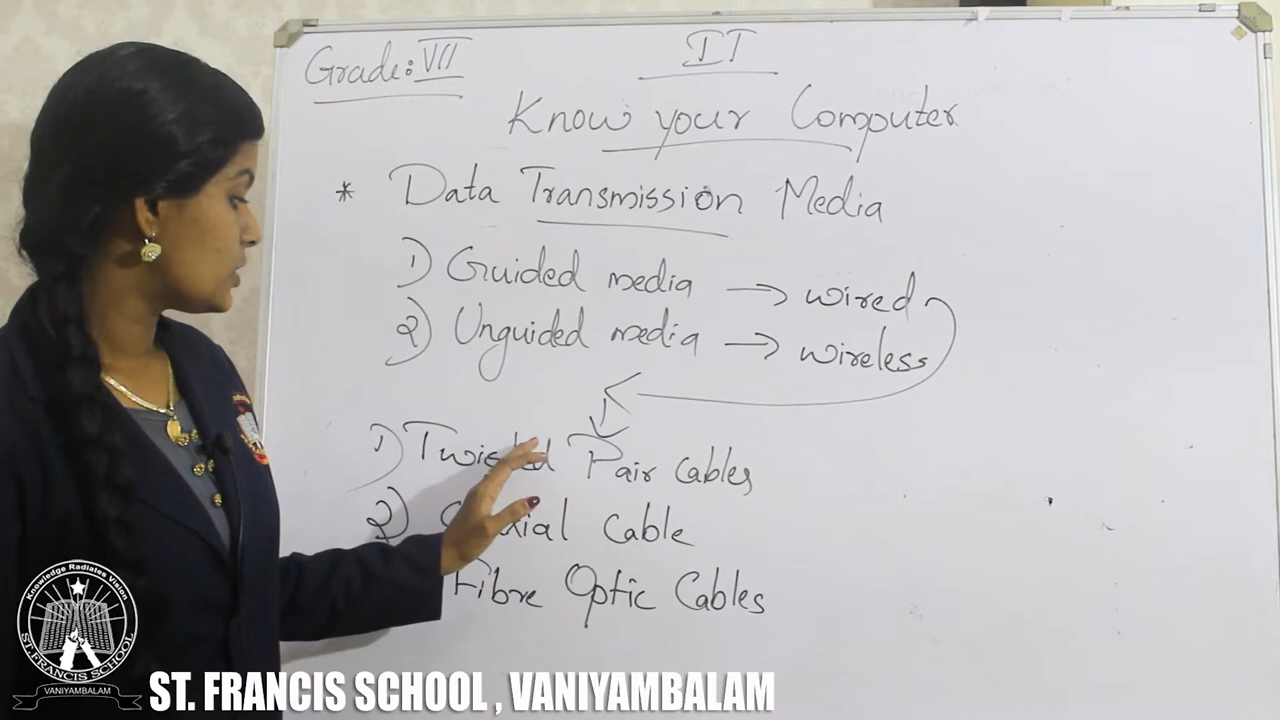 Grade: VII
IT
Know your Computer
* Data Transmission Media
1) Guided media → wired
2) Unguided media → wireless
1) Twisted Pair Cables
2) Coaxial Cable
Fibre Optic Cables
Knowledge Radiates Vision
ST. FRANCIS SCHOOL
VANIYAMBALAM
ST. FRANCIS SCHOOL, VANIYAMBALAM